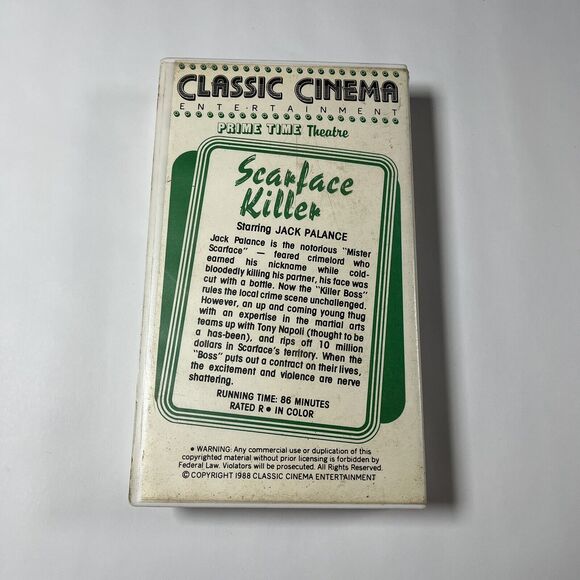 CLASSIC CINEMA
ENTERTAINMENT
PRIME TIME Theatre
Scarface
Killer
Starring JACK PALANCE
Jack Palance is the notorious "Mister
Scarface" — feared crimelord who
earned his nickname while cold-
bloodedly killing his partner, his face was
cut with a bottle. Now the "Killer Boss"
rules the local crime scene unchallenged.
However, an up and coming young thug
with an expertise in the martial arts
teams up with Tony Napoli (thought to be
a has-been), and rips off 10 million
dollars in Scarface's territory. When the
"Boss" puts out a contract on their lives,
the excitement and violence are nerve
shattering.
RUNNING TIME: 86 MINUTES
RATED R • IN COLOR
• WARNING: Any commercial use or duplication of this
copyrighted material without prior licensing is forbidden by
Federal Law. Violators will be prosecuted. All Rights Reserved.
© COPYRIGHT 1988 CLASSIC CINEMA ENTERTAINMENT